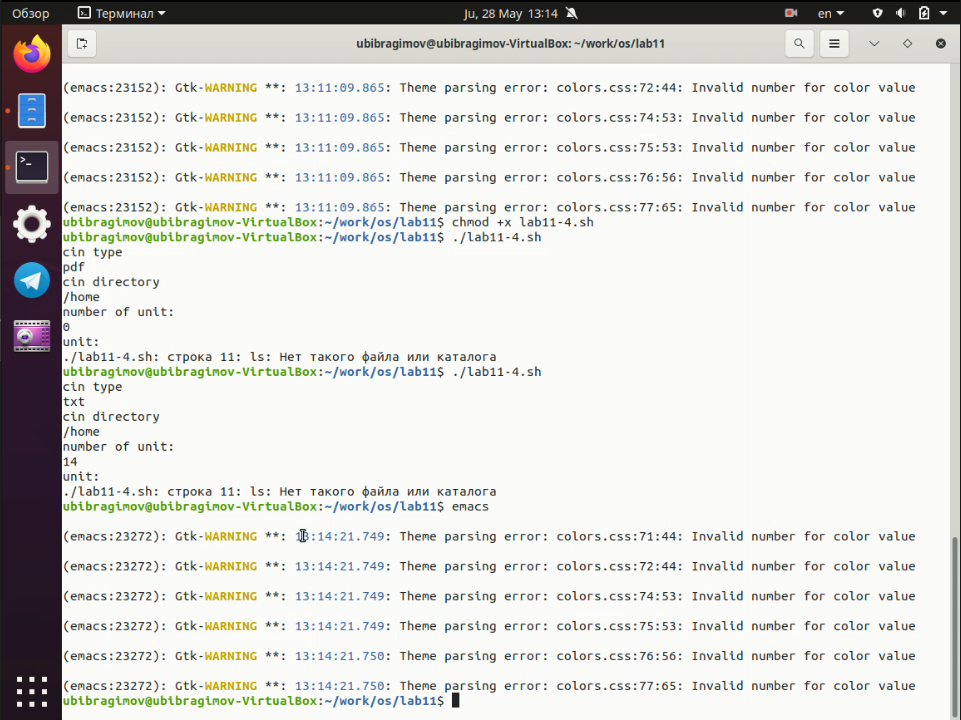 Обзор
Терминал
Ju, 28 May 13:14
en
ubibragimov@ubibragimov-VirtualBox: ~/work/os/lab11
(emacs:23152): Gtk-WARNING **: 13:11:09.865: Theme parsing error: colors.css:72:44: Invalid number for color value
(emacs:23152): Gtk-WARNING **: 13:11:09.865: Theme parsing error: colors.css:74:53: Invalid number for color value
(emacs:23152): Gtk-WARNING **: 13:11:09.865: Theme parsing error: colors.css:75:53: Invalid number for color value
(emacs:23152): Gtk-WARNING **: 13:11:09.865: Theme parsing error: colors.css:76:56: Invalid number for color value
(emacs:23152): Gtk-WARNING **: 13:11:09.865: Theme parsing error: colors.css:77:65: Invalid number for color value
ubibragimov@ubibragimov-VirtualBox:~/work/os/lab11$ chmod +x lab11-4.sh
ubibragimov@ubibragimov-VirtualBox:~/work/os/lab11$ ./lab11-4.sh
cin type
pdf
cin directory
/home
number of unit:
0
unit:
./lab11-4.sh: строка 11: ls: Нет такого файла или каталога
ubibragimov@ubibragimov-VirtualBox:~/work/os/lab11$ ./lab11-4.sh
cin type
txt
cin directory
/home
number of unit:
14
unit:
./lab11-4.sh: строка 11: ls: Нет такого файла или каталога
ubibragimov@ubibragimov-VirtualBox:~/work/os/lab11$ emacs
(emacs:23272): Gtk-WARNING **: 13:14:21.749: Theme parsing error: colors.css:71:44: Invalid number for color value
(emacs:23272): Gtk-WARNING **: 13:14:21.749: Theme parsing error: colors.css:72:44: Invalid number for color value
(emacs:23272): Gtk-WARNING **: 13:14:21.749: Theme parsing error: colors.css:74:53: Invalid number for color value
(emacs:23272): Gtk-WARNING **: 13:14:21.749: Theme parsing error: colors.css:75:53: Invalid number for color value
(emacs:23272): Gtk-WARNING **: 13:14:21.750: Theme parsing error: colors.css:76:56: Invalid number for color value
(emacs:23272): Gtk-WARNING **: 13:14:21.750: Theme parsing error: colors.css:77:65: Invalid number for color value
ubibragimov@ubibragimov-VirtualBox:~/work/os/lab11$